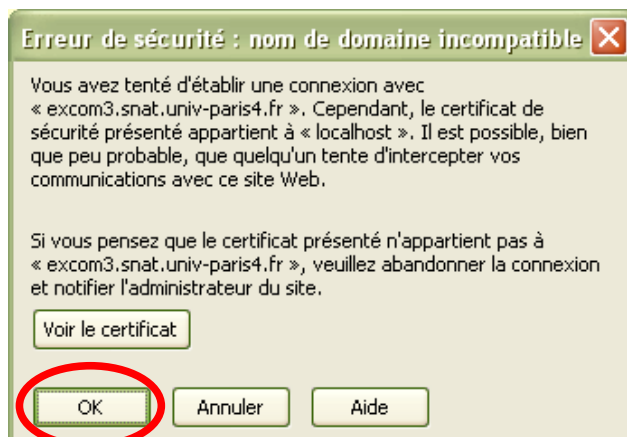 Erreur de sécurité : nom de domaine incompatible
Vous avez tenté d'établir une connexion avec
« excom3.snat.univ-paris4.fr ». Cependant, le certificat de
sécurité présenté appartient à « localhost ». Il est possible, bien
que peu probable, que quelqu'un tente d'intercepter vos
communications avec ce site Web.
Si vous pensez que le certificat présenté n'appartient pas à
« excom3.snat.univ-paris4.fr », veuillez abandonner la connexion
et notifier l'administrateur du site.
Voir le certificat
OK Annuler Aide